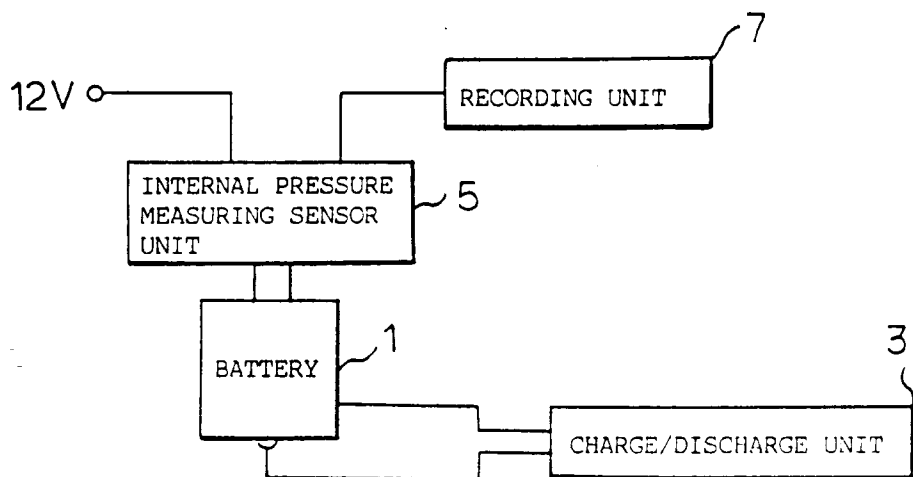 7
12V
RECORDING UNIT
INTERNAL PRESSURE
MEASURING SENSOR
UNIT
5
BATTERY
1
3
CHARGE/DISCHARGE UNIT